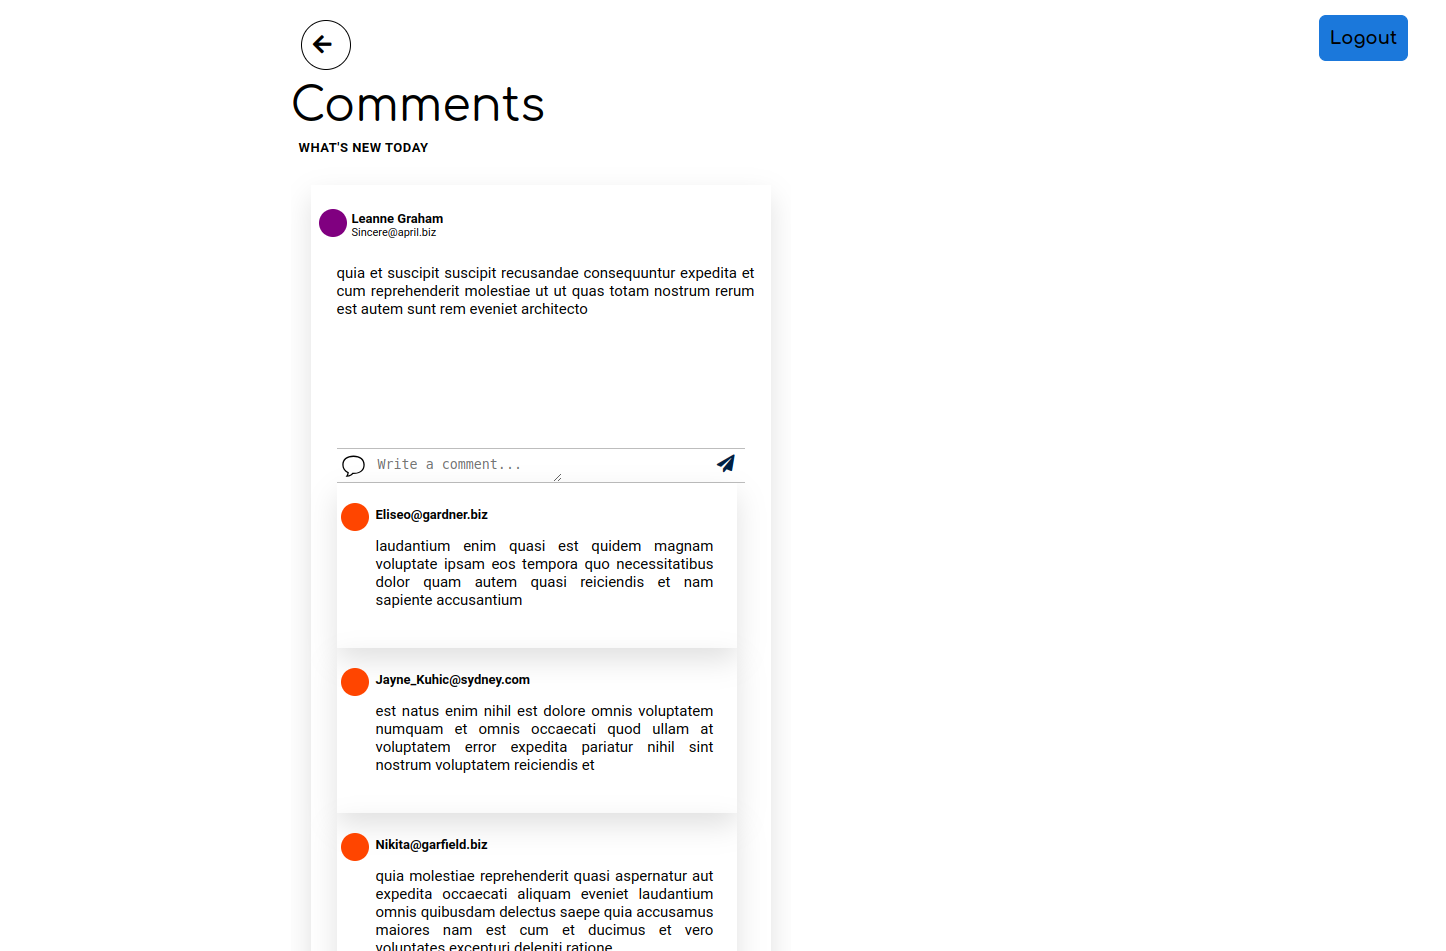 Logout
Comments
WHAT'S NEW TODAY
Leanne Graham
Sincere@april.biz
quia et suscipit suscipit recusandae consequuntur expedita et
cum reprehenderit molestiae ut ut quas totam nostrum rerum
est autem sunt rem eveniet architecto
Write a comment...
Eliseo@gardner.biz
laudantium enim quasi est quidem magnam
voluptate ipsam eos tempora quo necessitatibus
dolor quam autem quasi reiciendis et nam
sapiente accusantium
Jayne_Kuhic@sydney.com
est natus enim nihil est dolore omnis voluptatem
numquam et omnis occaecati quod ullam at
voluptatem error expedita pariatur nihil sint
nostrum voluptatem reiciendis et
Nikita@garfield.biz
quia molestiae reprehenderit quasi aspernatur aut
expedita occaecati aliquam eveniet laudantium
omnis quibusdam delectus saepe quia accusamus
maiores nam est cum et ducimus et vero
voluptates excepturi deleniti ratione